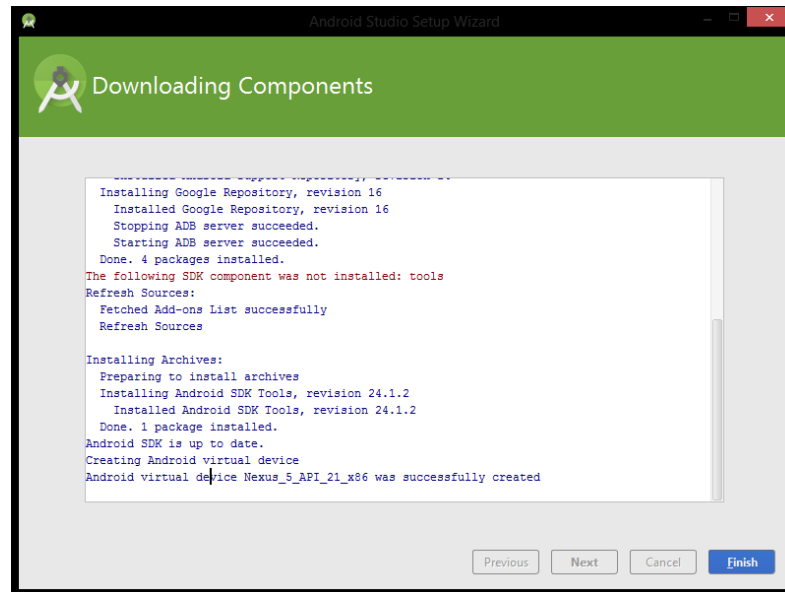 Android Studio Setup Wizard
Downloading Components
Installing Google Repository, revision 16
Installed Google Repository, revision 16
Stopping ADB server succeeded.
Starting ADB server succeeded.
Done. 4 packages installed.
The following SDK component was not installed: tools
Refresh Sources:
Fetched Add-ons List successfully
Refresh Sources
Installing Archives:
Preparing to install archives
Installing Android SDK Tools, revision 24.1.2
Installed Android SDK Tools, revision 24.1.2
Done. 1 package installed.
Android SDK is up to date.
Creating Android virtual device
Android virtual device Nexus_5_API_21_x86 was successfully created
Previous Next Cancel Finish